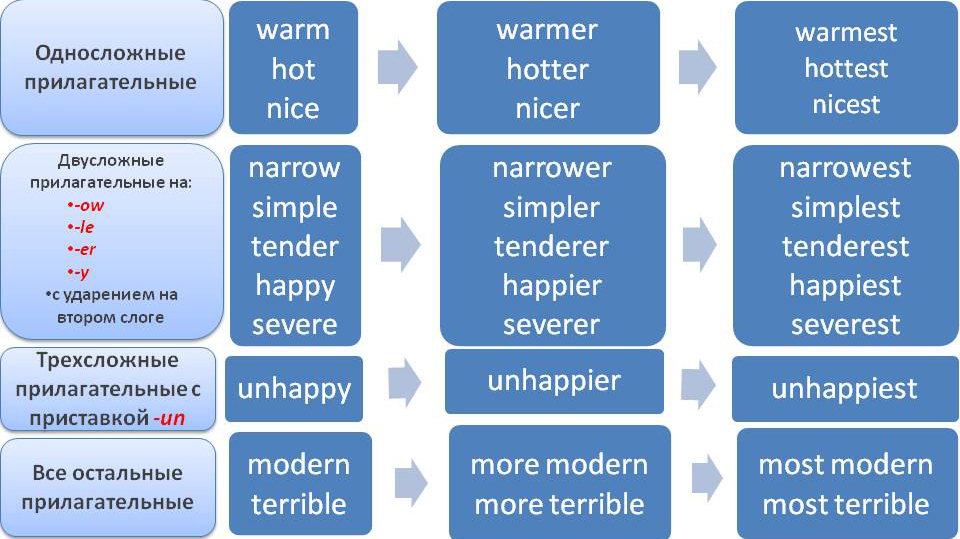 Односложные
прилагательные
warm
hot
nice
warmer
hotter
nicer
warmest
hottest
nicest
Двусложные
прилагательные на:
•-ow
•-le
•-er
•-y
•с ударением на
втором слоге
narrow
simple
tender
happy
severe
narrower
simpler
tenderer
happier
severer
narrowest
simplest
tenderest
happiest
severest
Трехсложные
прилагательные с
приставкой -un
unhappy
unhappier
unhappiest
Все остальные
прилагательные
modern
terrible
more modern
more terrible
most modern
most terrible